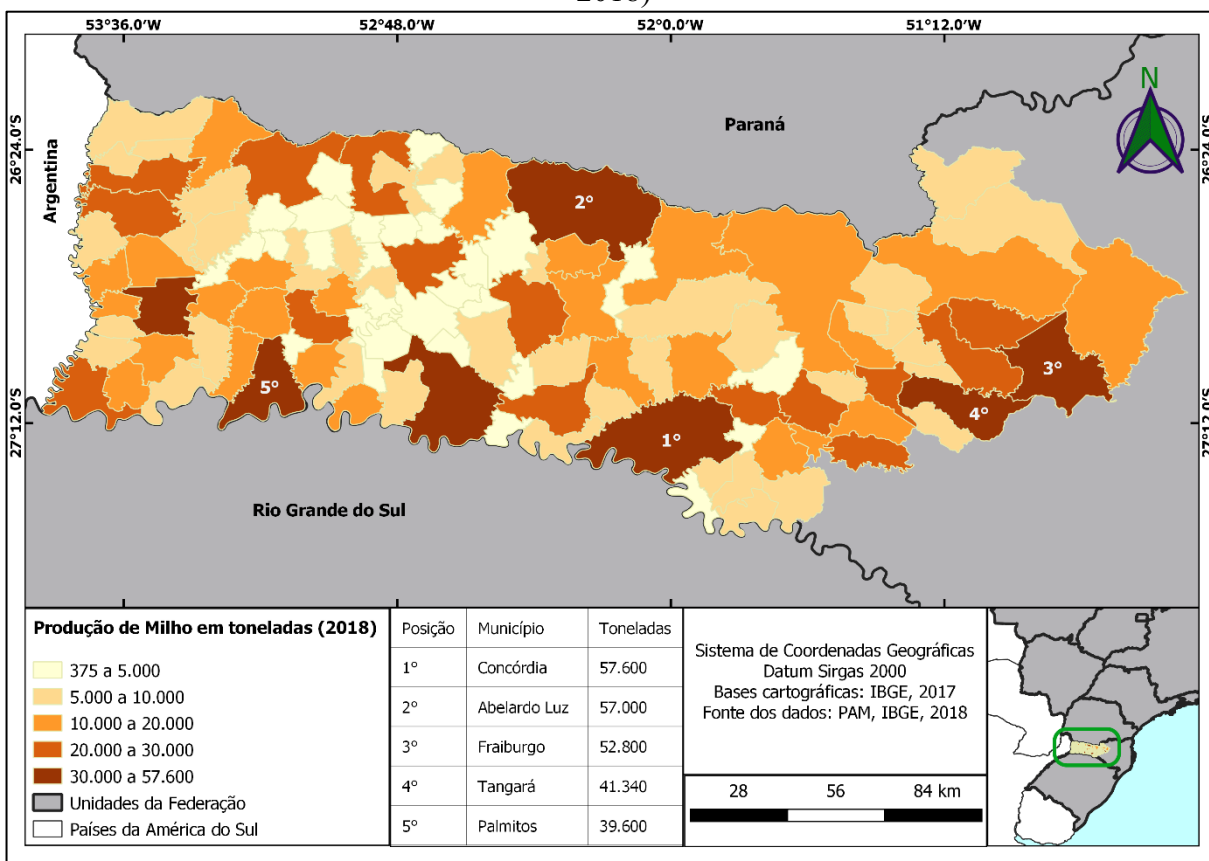 2018)
53°36.0'W 52°48.0'W 52°0.0'W 51°12.0'W
N
Paraná
Argentina
26°24.0'S
26°24.0'S
2°
3°
5°
4°
1°
27°12.0'S
27°12.0'S
Rio Grande do Sul
Produção de Milho em toneladas (2018)
375 a 5.000
5.000 a 10.000
10.000 a 20.000
20.000 a 30.000
30.000 a 57.600
Unidades da Federação
Países da América do Sul
Posição Município Toneladas
1° Concórdia 57.600
2° Abelardo Luz 57.000
3° Fraiburgo 52.800
4° Tangará 41.340
5° Palmitos 39.600
Sistema de Coordenadas Geográficas
Datum Sirgas 2000
Bases cartográficas: IBGE, 2017
Fonte dos dados: PAM, IBGE, 2018
28 56 84 km